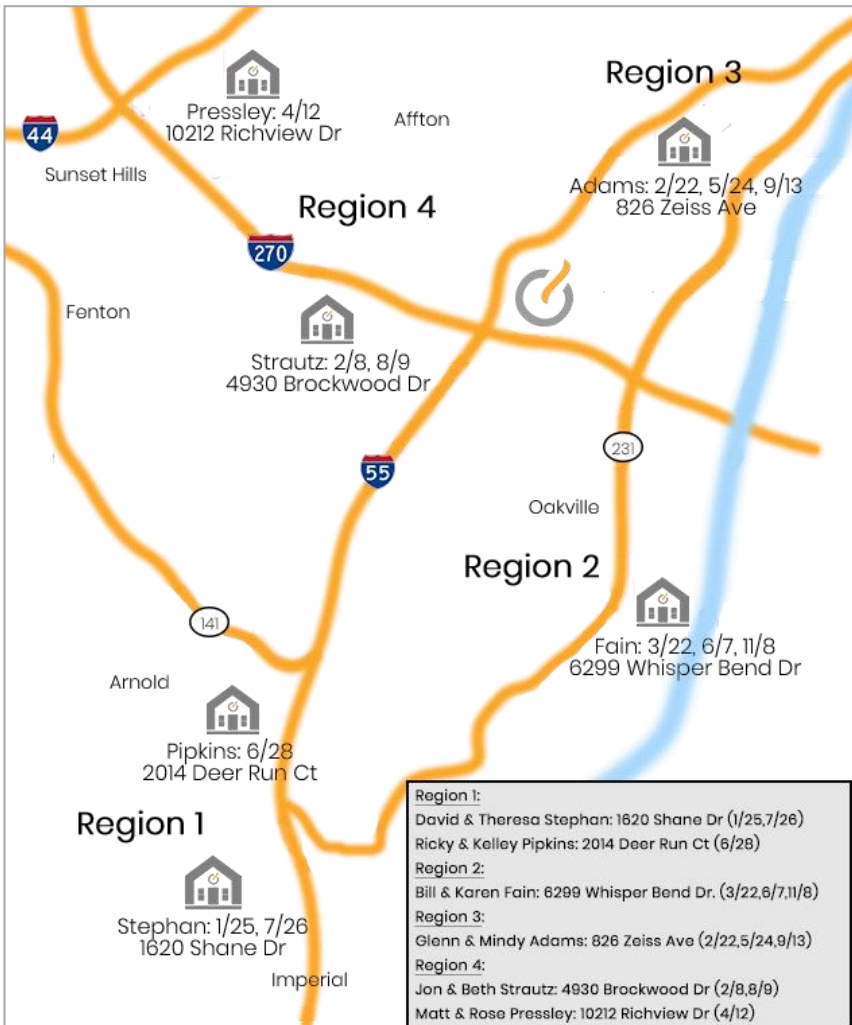 Region 3
Pressley: 4/12
10212 Richview Dr
Affton
44
Sunset Hills
Adams: 2/22, 5/24, 9/13
826 Zeiss Ave
Region 4
270
Fenton
Strautz: 2/8, 8/9
4930 Brockwood Dr
55
231
Oakville
Region 2
141
Fain: 3/22, 6/7, 11/8
6299 Whisper Bend Dr
Arnold
Pipkins: 6/28
2014 Deer Run Ct
Region 1
Stephan: 1/25, 7/26
1620 Shane Dr
Imperial
Region 1:
David & Theresa Stephan: 1620 Shane Dr (1/25,7/26)
Ricky & Kelley Pipkins: 2014 Deer Run Ct (6/28)
Region 2:
Bill & Karen Fain: 6299 Whisper Bend Dr. (3/22,6/7,11/8)
Region 3:
Glenn & Mindy Adams: 826 Zeiss Ave (2/22,5/24,9/13)
Region 4:
Jon & Beth Strautz: 4930 Brockwood Dr (2/8,8/9)
Matt & Rose Pressley: 10212 Richview Dr (4/12)